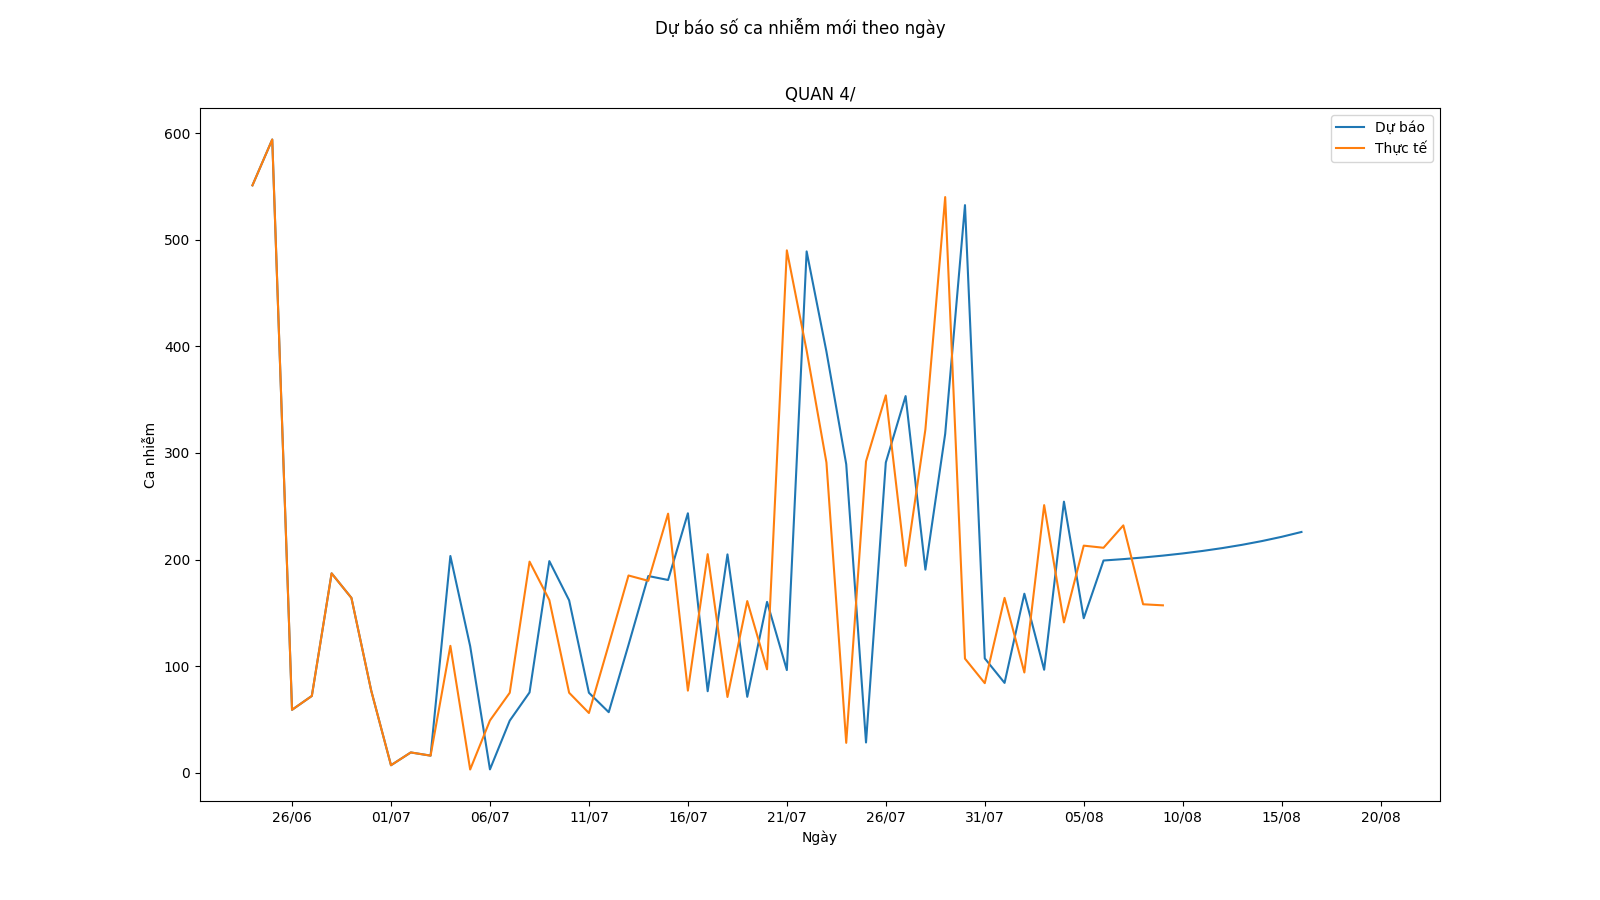 Dự báo số ca nhiễm mới theo ngày
QUAN 4/
Dự báo
Thực tế
600
500
400
300
200
100
0
Ca nhiễm
26/06 01/07 06/07 11/07 16/07 21/07 26/07 31/07 05/08 10/08 15/08 20/08
Ngày